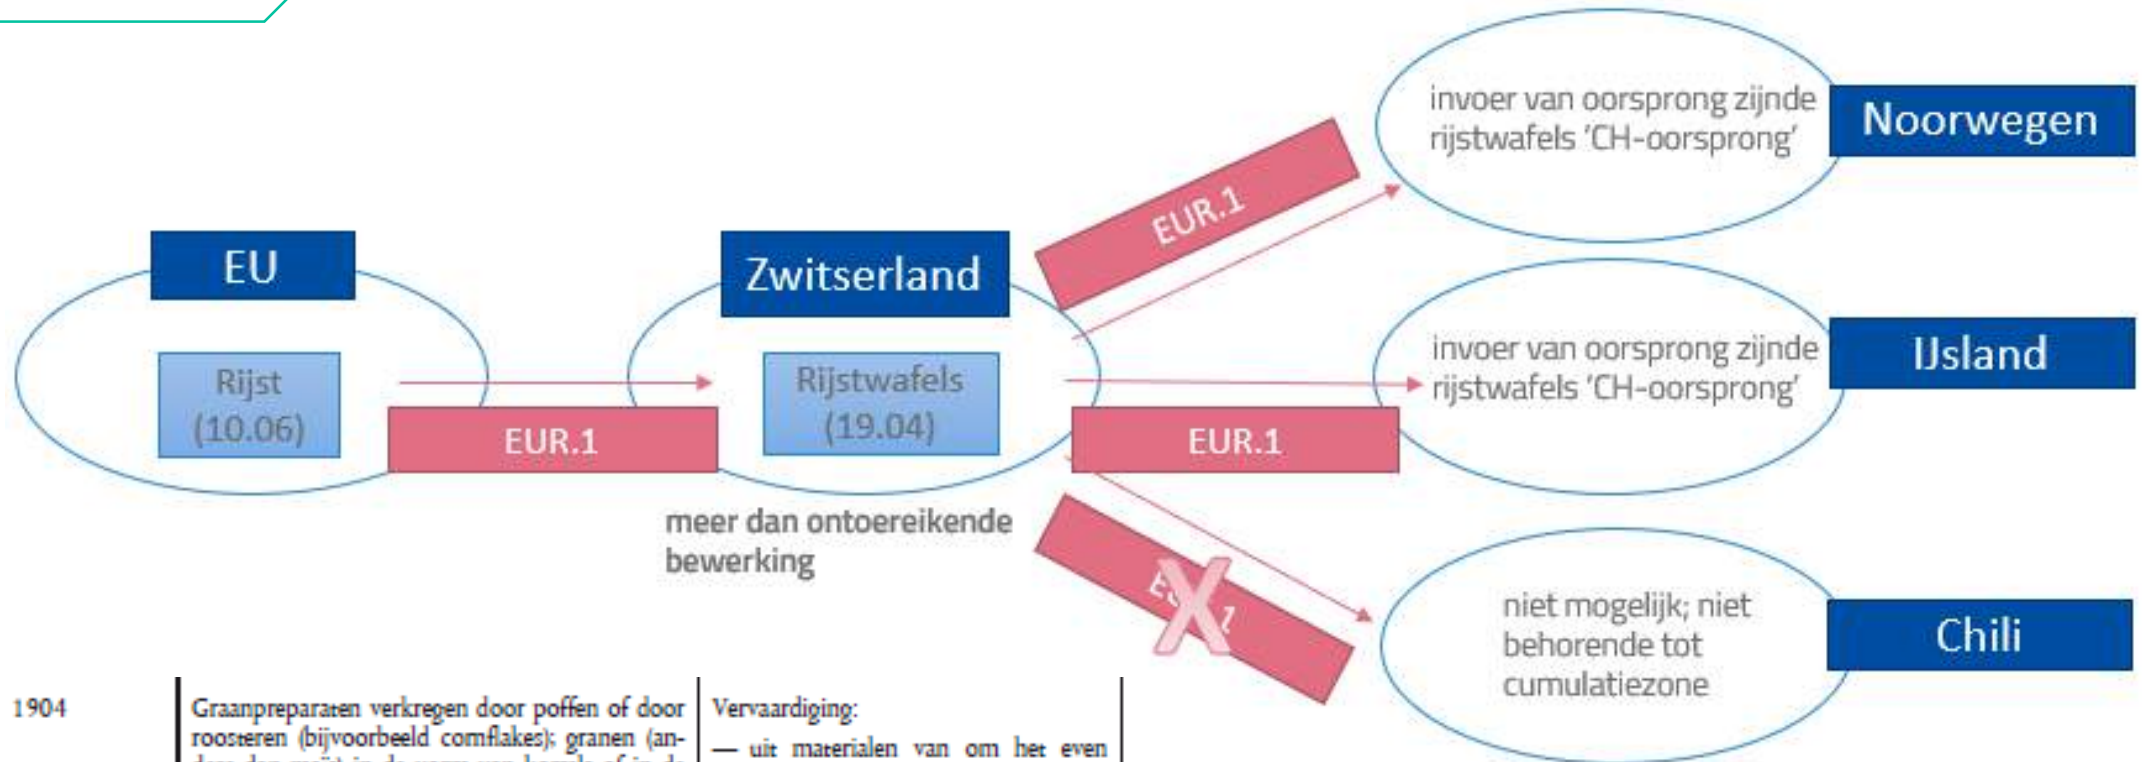 EU
Rijst
(10.06)
EUR.1
Zwitserland
Rijstwafels
(19.04)
meer dan ontoereikende
bewerking
EUR.1
invoer van oorsprong zijnde
rijstwafels 'CH-oorsprong'
Noorwegen
EUR.1
invoer van oorsprong zijnde
rijstwafels 'CH-oorsprong'
IJsland
X
niet mogelijk; niet
behorende tot
cumulatiezone
Chili
1904
Graanpreparaten verkregen door poffen of door
roosteren (bijvoorbeeld cornflakes); granen (an-
Vervaardiging:
— uit materialen van om het even